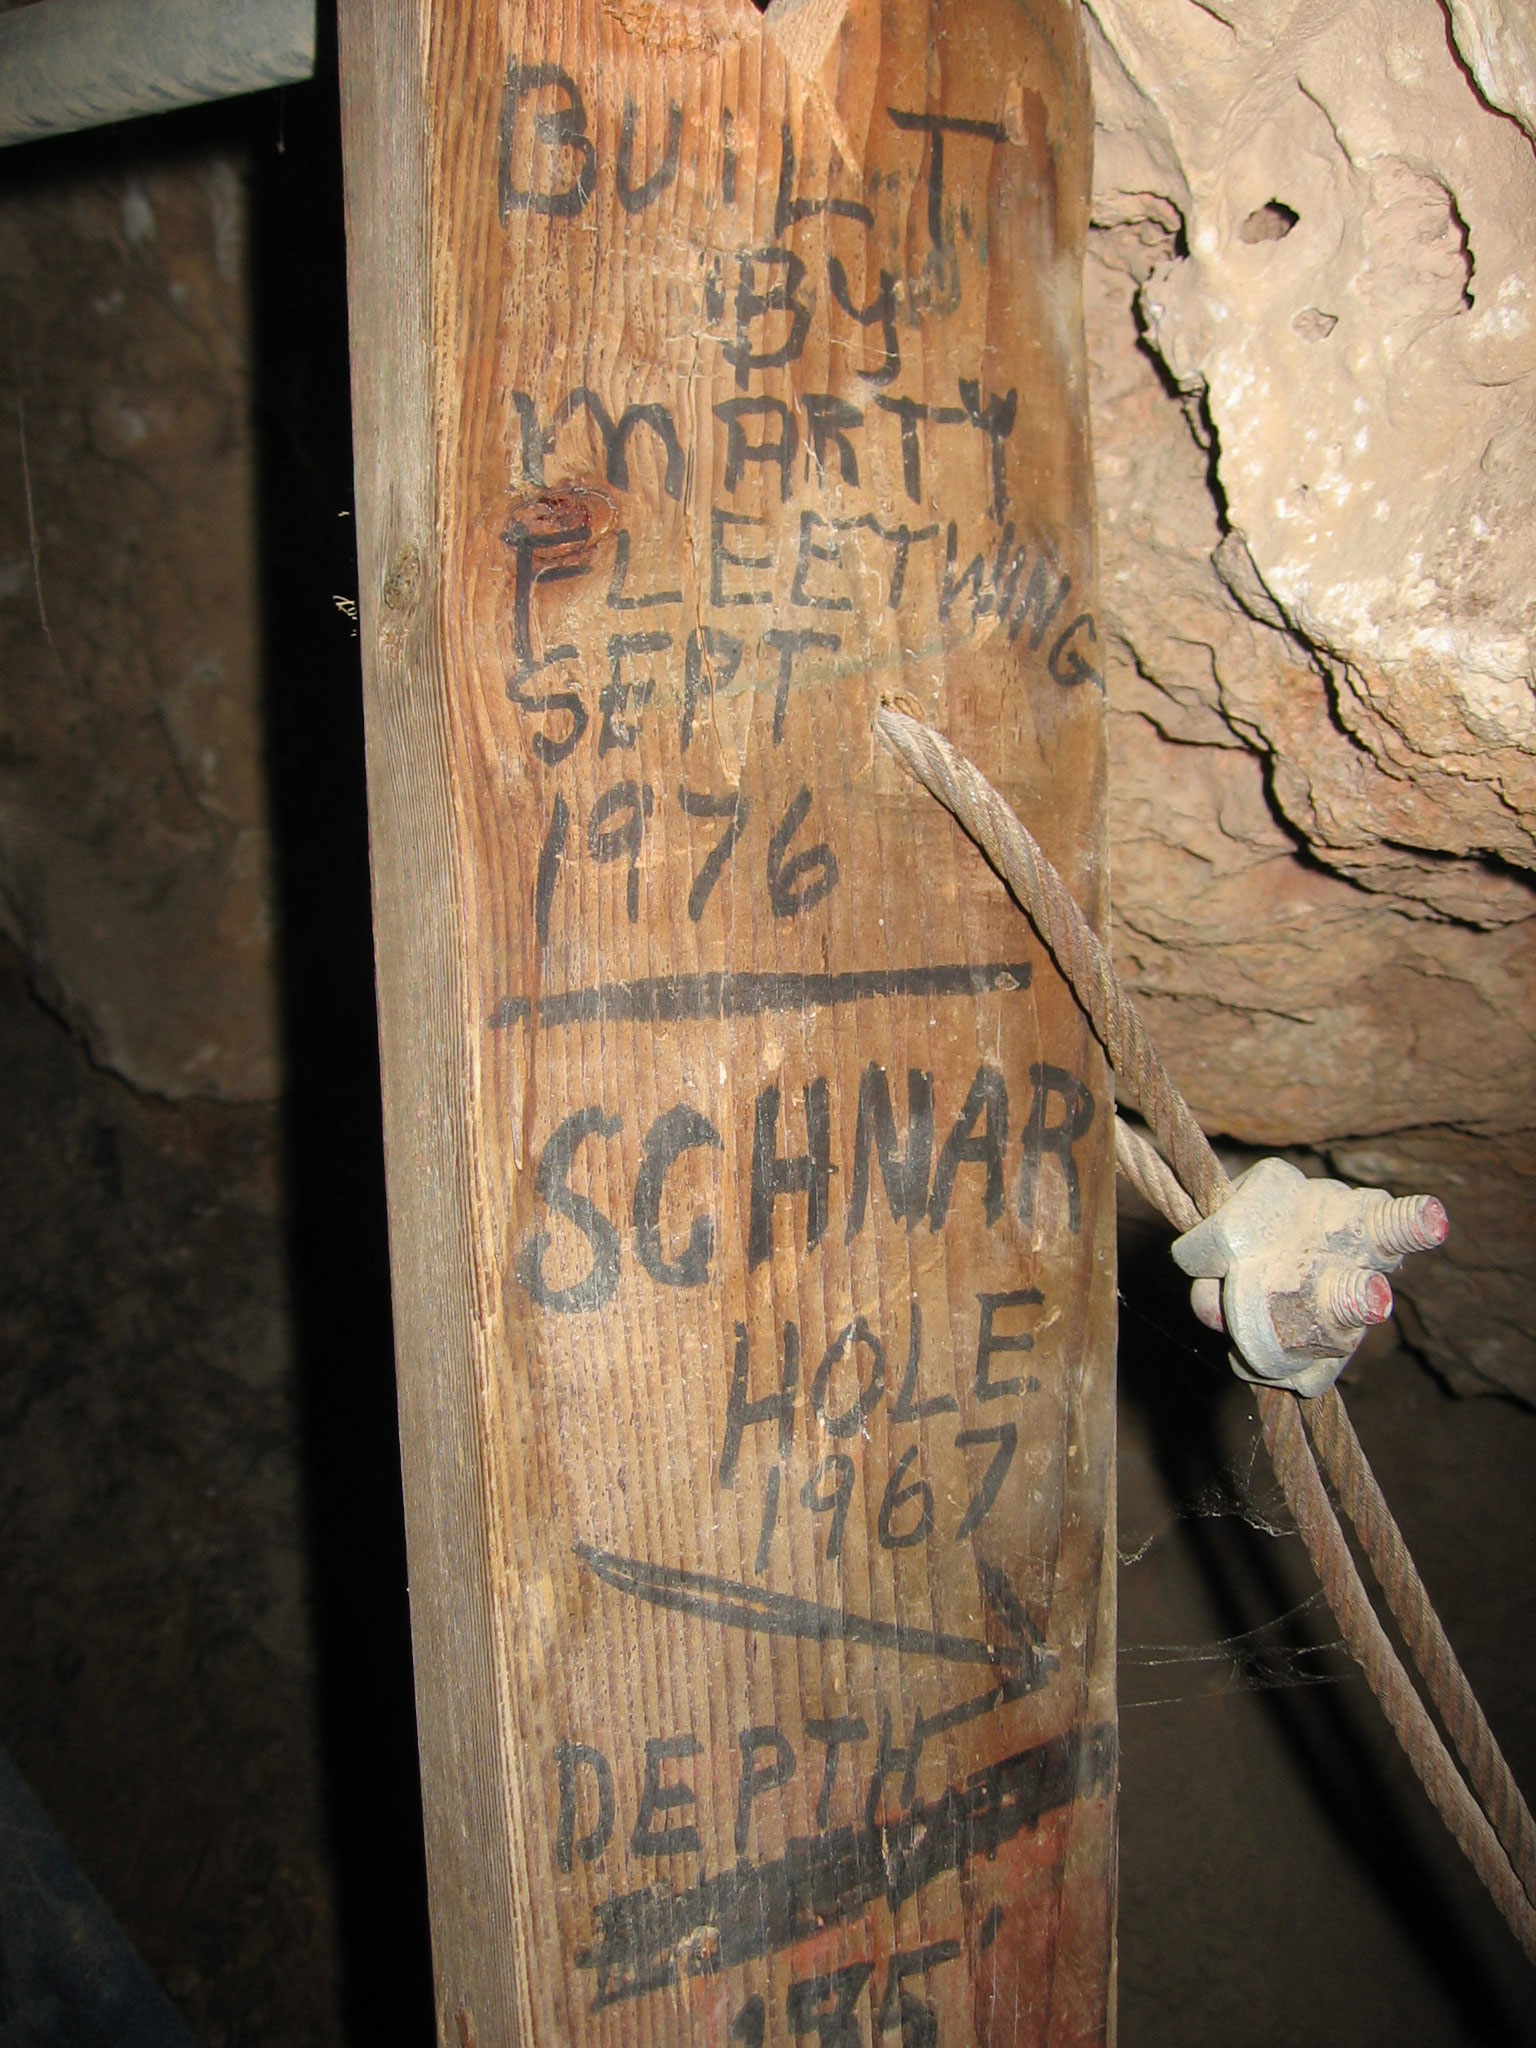 BUILT
BY
MARTY
FLEETWING
SEPT
1976
SCHNAR
HOLE
1967
DEPTH